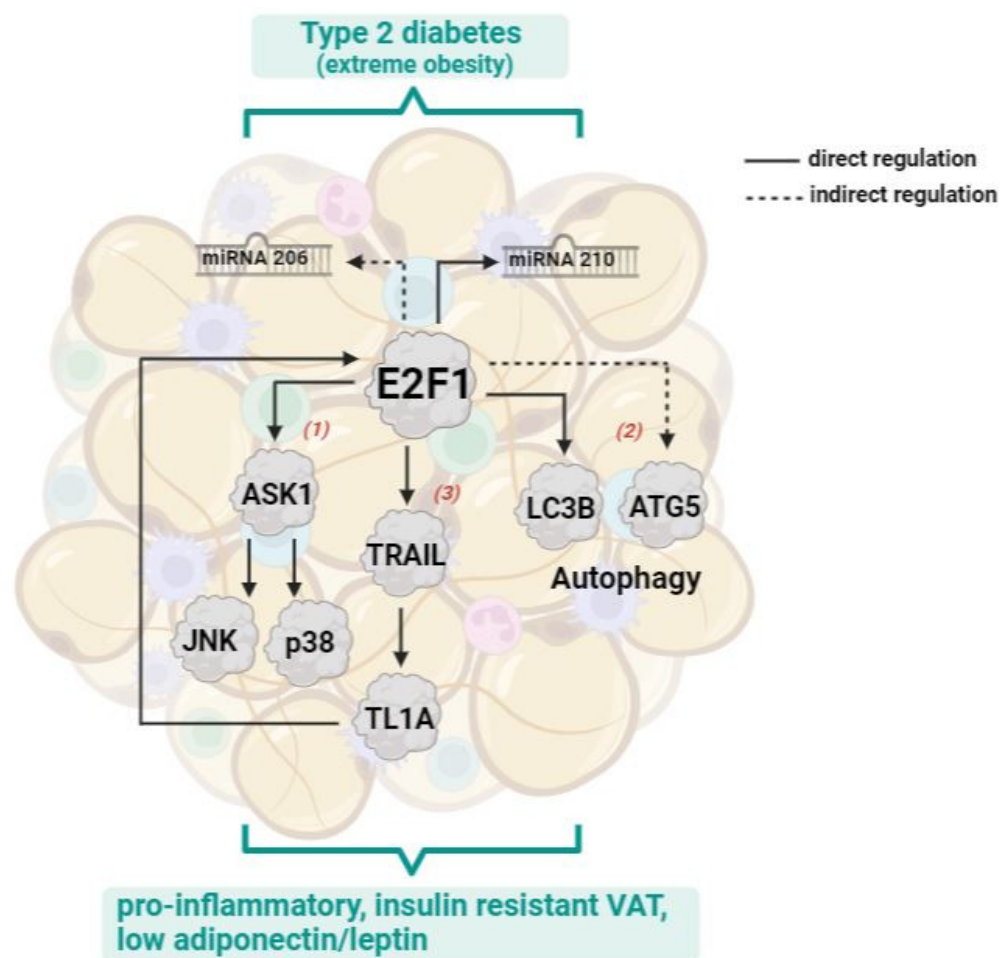 Type 2 diabetes
(extreme obesity)
direct regulation
indirect regulation
miRNA 206
miRNA 210
E2F1
(1)
(2)
ASK1
(3)
LC3B
ATG5
TRAIL
Autophagy
JNK
p38
TL1A
pro-inflammatory, insulin resistant VAT,
low adiponectin/leptin